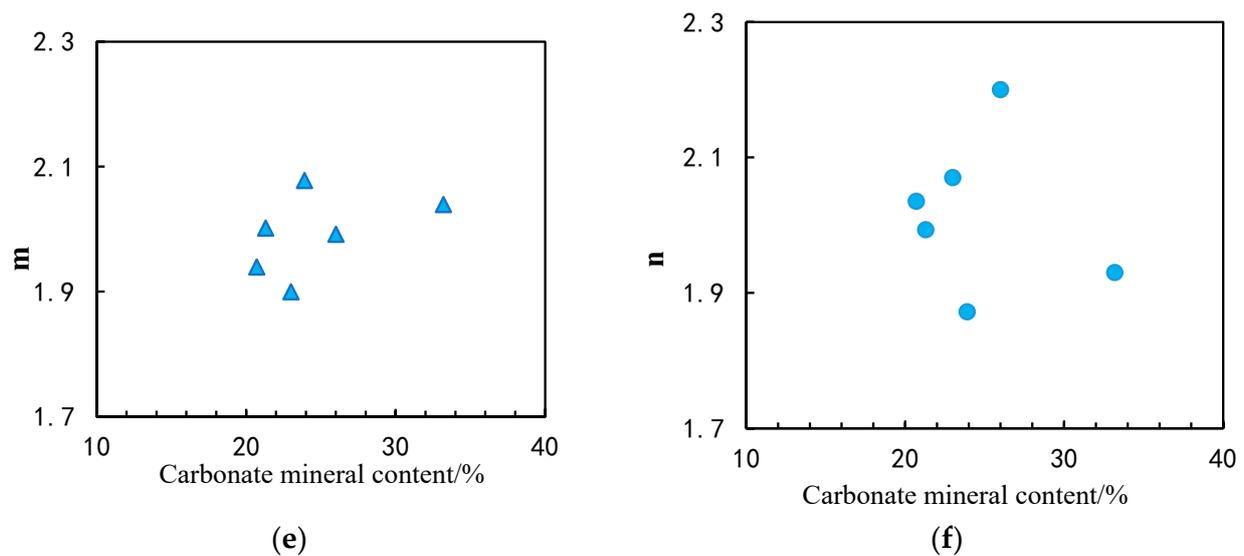 2.3
2.1
m
1.9
1.7
10 20 30 40
Carbonate mineral content/%
(e)
2.3
2.1
n
1.9
1.7
10 20 30 40
Carbonate mineral content/%
(f)